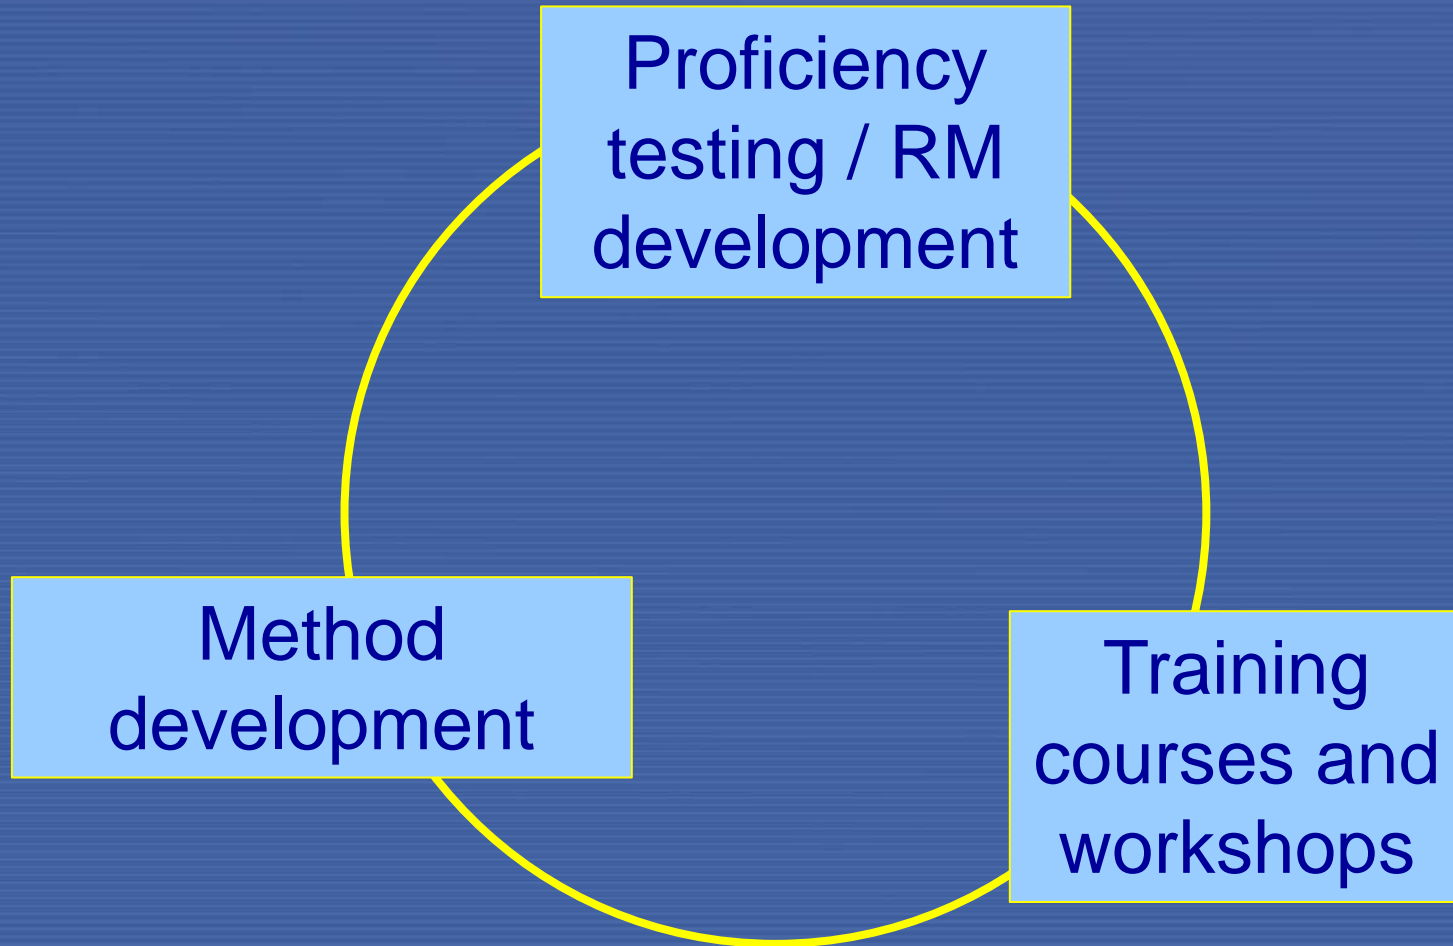 Proficiency
testing / RM
development
Method
development
Training
courses and
workshops